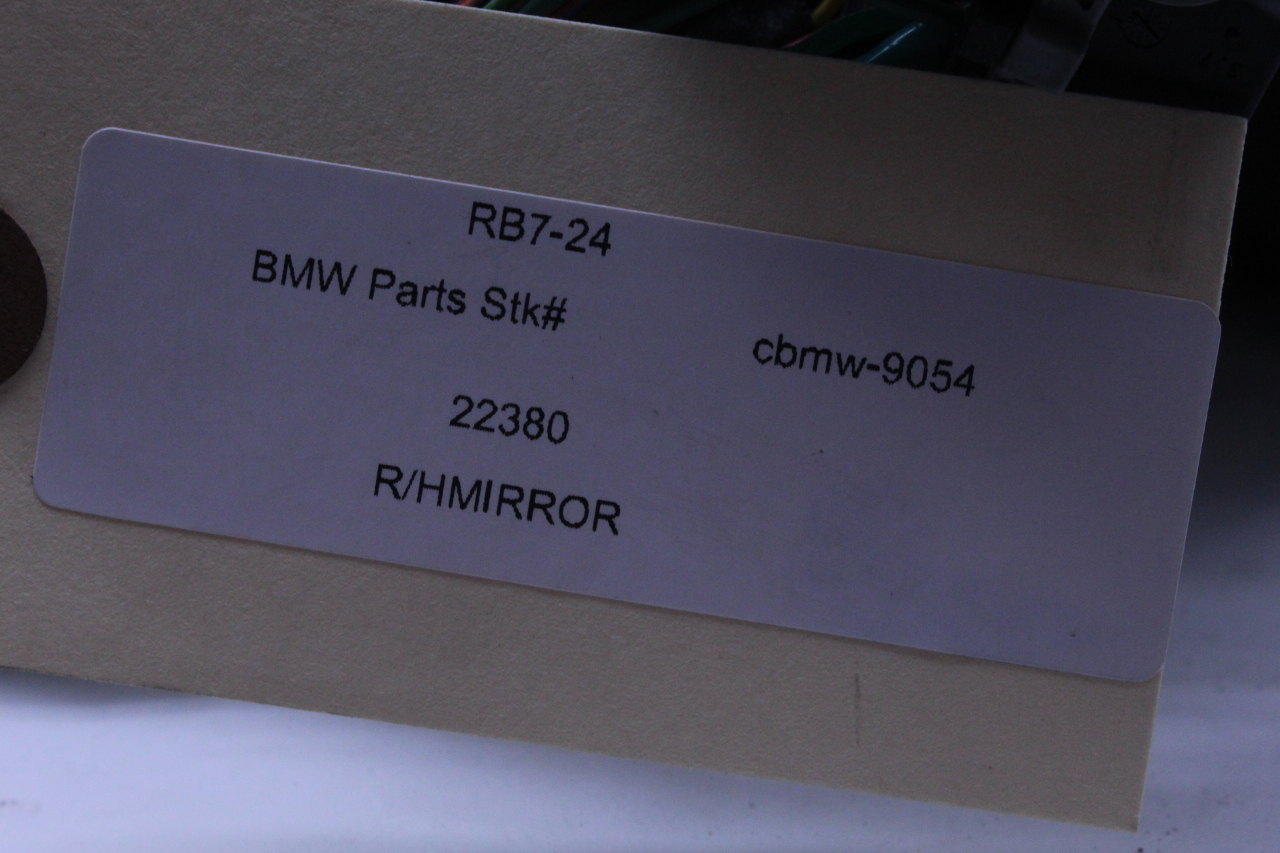 RB7-24
BMW Parts Stk#
cbmw-9054
22380
R/HMIRROR